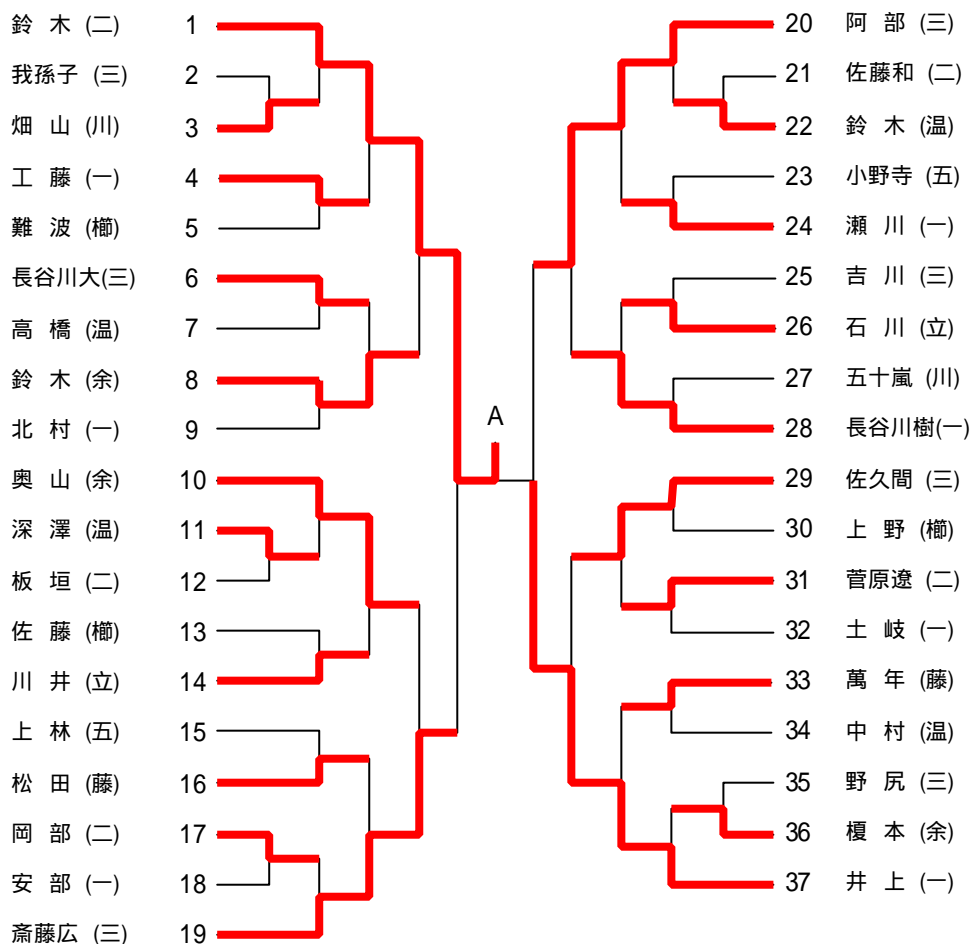 鈴 木 (二) 1
我孫子 (三) 2
畑 山 (川) 3
工 藤 (一) 4
難 波 (櫛) 5
長谷川大(三) 6
高 橋 (温) 7
鈴 木 (余) 8
北 村 (一) 9
奥 山 (余) 10
深 澤 (温) 11
板 垣 (二) 12
佐 藤 (櫛) 13
川 井 (立) 14
上 林 (五) 15
松 田 (藤) 16
岡 部 (二) 17
安 部 (一) 18
斎藤広 (三) 19
A
20 阿 部 (三)
21 佐藤和 (二)
22 鈴 木 (温)
23 小野寺 (五)
24 瀬 川 (一)
25 吉 川 (三)
26 石 川 (立)
27 五十嵐 (川)
28 長谷川樹(一)
29 佐久間 (三)
30 上 野 (櫛)
31 菅原遼 (二)
32 土 岐 (一)
33 萬 年 (藤)
34 中 村 (温)
35 野 尻 (三)
36 榎 本 (余)
37 井 上 (一)